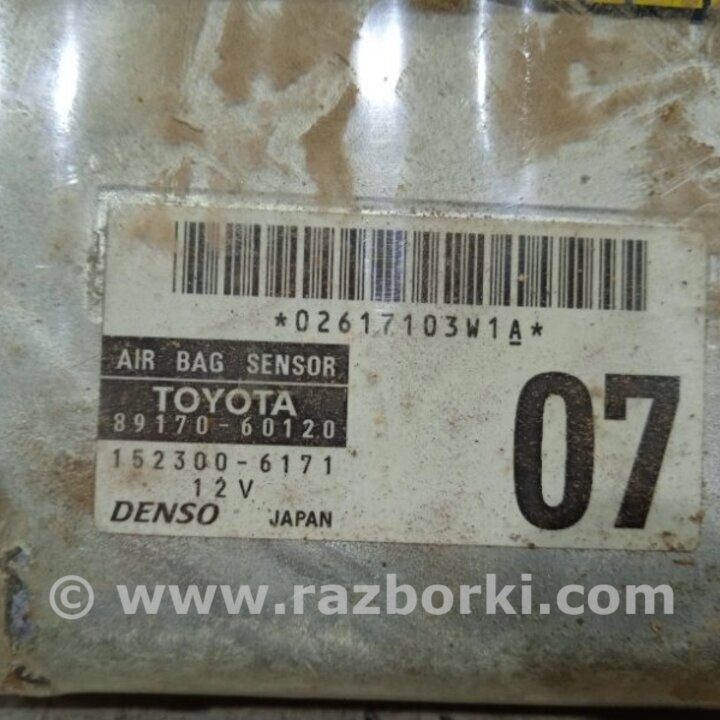 *02617103W1A*
AIR BAG SENSOR
TOYOTA
89170-60120
152300-6171
12V
DENSO JAPAN
07
© www.razborki.com